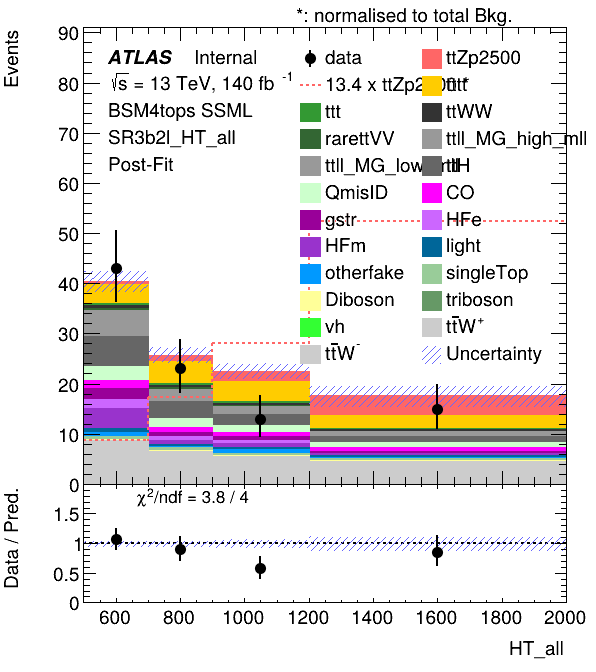 *: normalised to total Bkg.
Events
ATLAS Internal
√s = 13 TeV, 140 fb -1
BSM4tops SSML
SR3b2l_HT_all
Post-Fit
data
ttZp2500
13.4 x ttZp2500 *
tttt
ttt
ttWW
rarettVV
ttll_MG_high_mll
ttll_MG_low_mll
ttH
QmisID
CO
gstr
HFe
HFm
light
otherfake
singleTop
Diboson
triboson
vh
tt̄W+
tt̄W-
Uncertainty
90
80
70
60
50
40
30
20
10
0
χ2/ndf = 3.8 / 4
Data / Pred.
1.5
1
0.5
0
600 800 1000 1200 1400 1600 1800 2000
HT_all